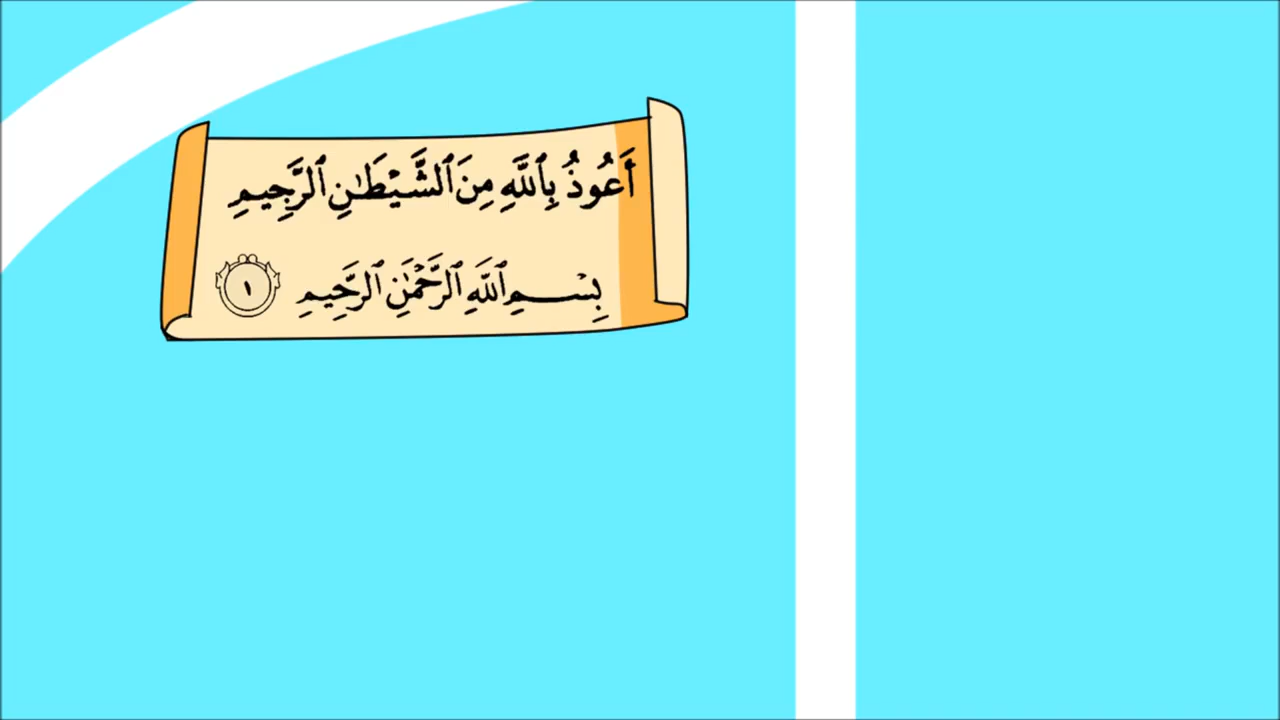 أَعُوذُ بِٱللَّهِ مِنَ ٱلشَّيْطَٰنِ ٱلرَّجِيمِ
بِسْمِ ٱللَّهِ ٱلرَّحْمَٰنِ ٱلرَّحِيمِ ١